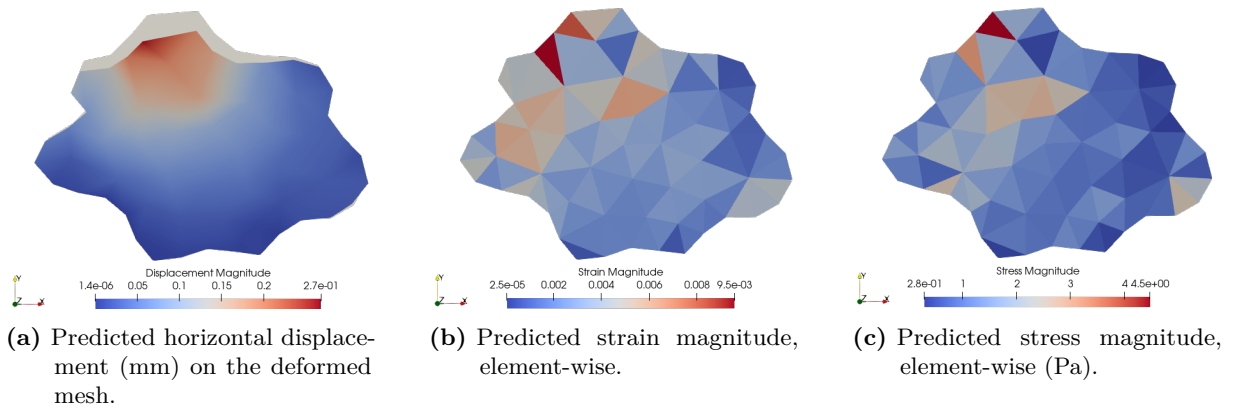 Y
Z X
Displacement Magnitude
1.4e-06 0.05 0.1 0.15 0.2 2.7e-01
(a) Predicted horizontal displace-
ment (mm) on the deformed
mesh.
Y
Z X
Strain Magnitude
2.5e-05 0.002 0.004 0.006 0.008 9.5e-03
(b) Predicted strain magnitude,
element-wise.
Y
Z X
Stress Magnitude
2.8e-01 1 2 3 4 4.5e+00
(c) Predicted stress magnitude,
element-wise (Pa).